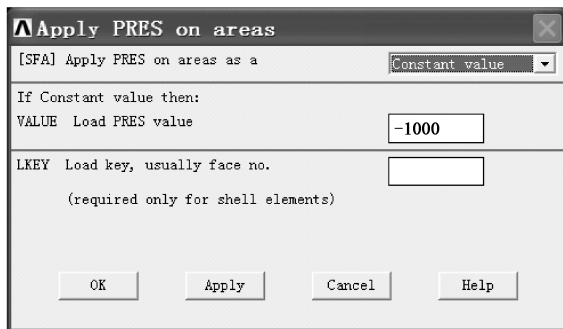 Apply PRES on areas
[SFA] Apply PRES on areas as a Constant value
If Constant value then:
VALUE Load PRES value -1000
LKEY Load key, usually face no.
(required only for shell elements)
OK Apply Cancel Help